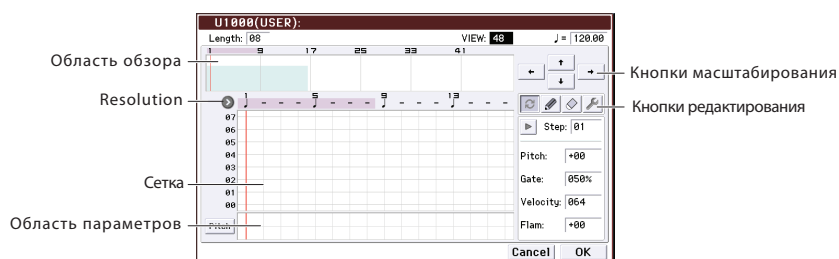 U1000(USER):
Length: 08 VIEW: 48 ♩= 120.00
1 9 17 25 33 41
Область обзора
Кнопки масштабирования
Resolution
1 5 9 13
Кнопки редактирования
07
Step: 01
06
05
04
Pitch: +00
03
Сетка
02
Gate: 050%
01
00
Velocity: 064
Область параметров
Pitch
Flam: +00
Cancel OK